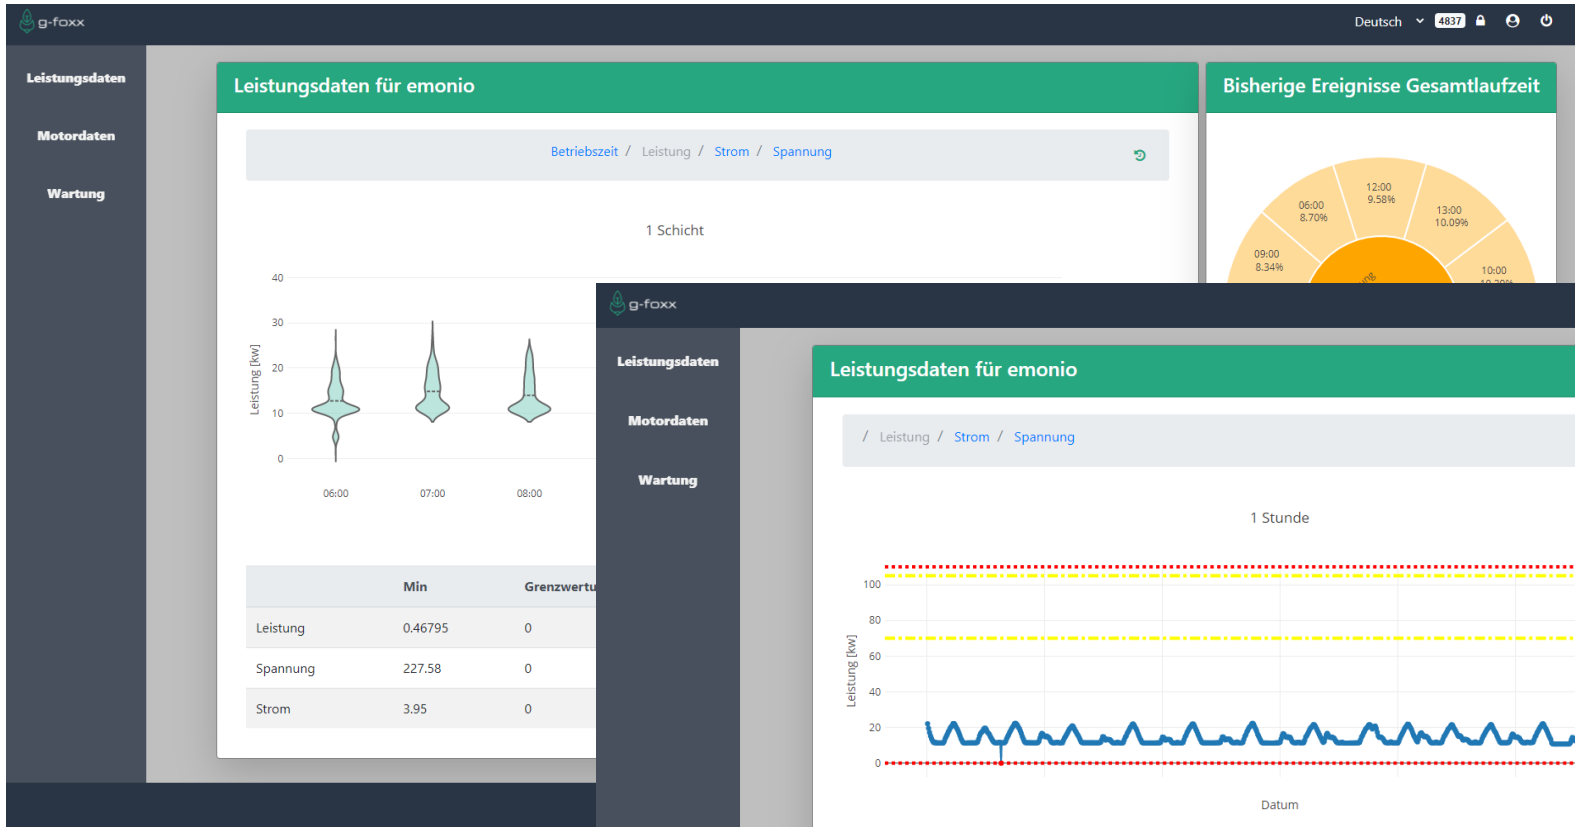 g-foxx
Deutsch 4837
Leistungsdaten
Motordaten
Wartung
Leistungsdaten für emonio
Betriebszeit / Leistung / Strom / Spannung
1 Schicht
40
30
20
10
0
Leistung [kw]
06:00 07:00 08:00
Min Grenzwertu
Leistung 0.46795 0
Spannung 227.58 0
Strom 3.95 0
Bisherige Ereignisse Gesamtlaufzeit
09:00
8.34%
06:00
8.70%
12:00
9.58%
13:00
10.09%
10:00
g-foxx
Leistungsdaten
Motordaten
Wartung
Leistungsdaten für emonio
/ Leistung / Strom / Spannung
1 Stunde
100
80
60
40
20
0
Leistung [kw]
Datum